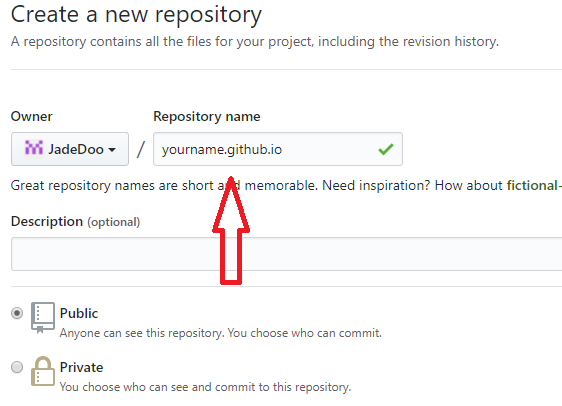 Create a new repository
A repository contains all the files for your project, including the revision history.
Owner
Repository name
JadeDoo
/
yourname.github.io
Great repository names are short and memorable. Need inspiration? How about fictional-
Description (optional)
Public
Anyone can see this repository. You choose who can commit.
Private
You choose who can see and commit to this repository.